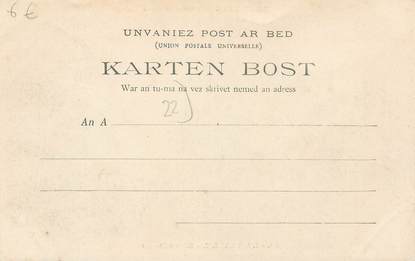 6 €
UNVANIEZ POST AR BED
(UNION POSTALE UNIVERSELLE)
KARTEN BOST
War an tu-ma na vez skrivet nemed an adress
22)
An A